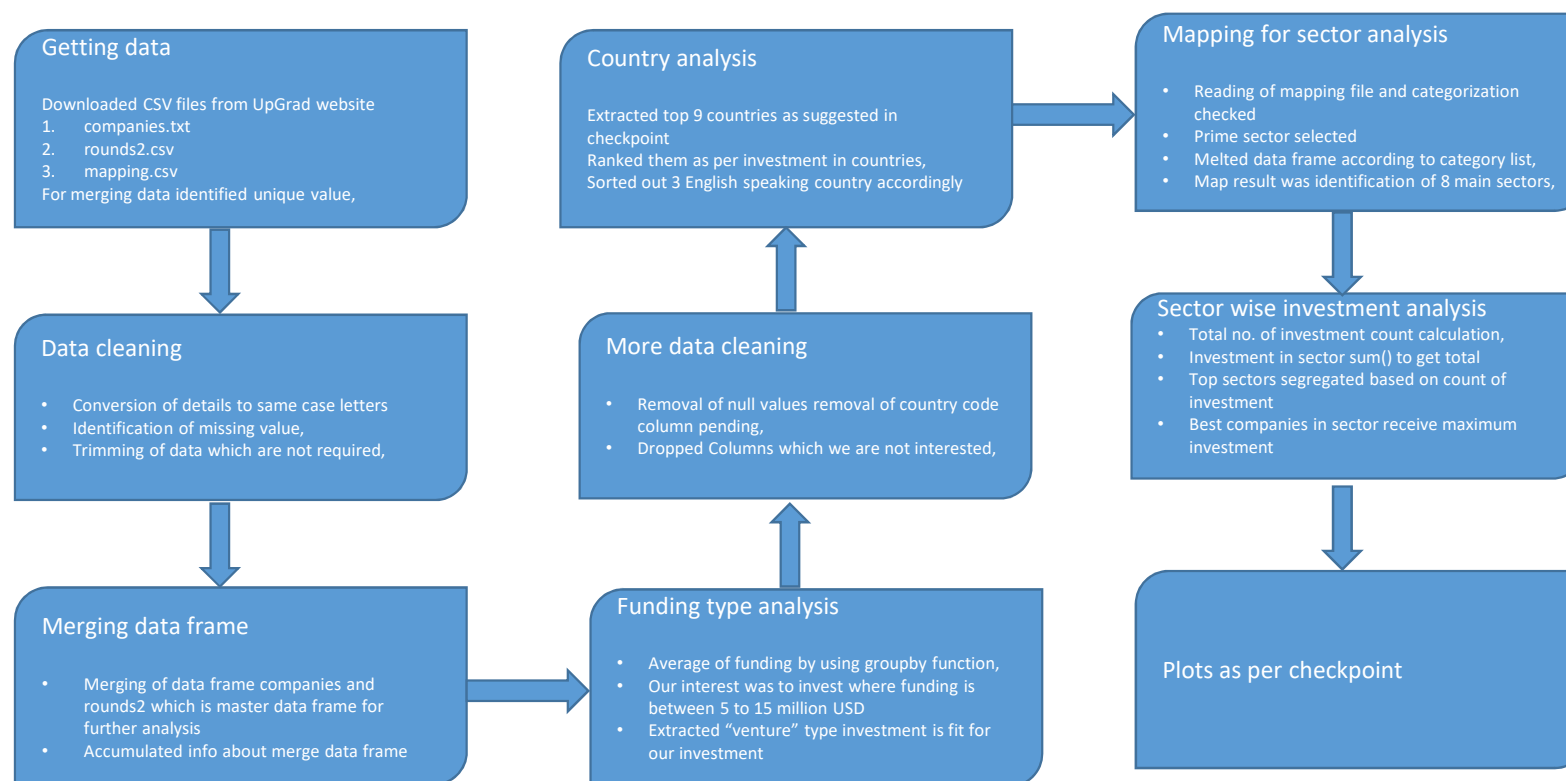 Getting data
Downloaded CSV files from UpGrad website
1. companies.txt
2. rounds2.csv
3. mapping.csv
For merging data identified unique value,
Data cleaning
• Conversion of details to same case letters
• Identification of missing value,
• Trimming of data which are not required,
Merging data frame
• Merging of data frame companies and
rounds2 which is master data frame for
further analysis
• Accumulated info about merge data frame
Funding type analysis
• Average of funding by using groupby function,
• Our interest was to invest where funding is
between 5 to 15 million USD
• Extracted “venture” type investment is fit for
our investment
More data cleaning
• Removal of null values removal of country code
column pending,
• Dropped Columns which we are not interested,
Country analysis
Extracted top 9 countries as suggested in
checkpoint
Ranked them as per investment in countries,
Sorted out 3 English speaking country accordingly
Mapping for sector analysis
• Reading of mapping file and categorization
checked
• Prime sector selected
• Melted data frame according to category list,
• Map result was identification of 8 main sectors,
Sector wise investment analysis
• Total no. of investment count calculation,
• Investment in sector sum() to get total
• Top sectors segregated based on count of
investment
• Best companies in sector receive maximum
investment
Plots as per checkpoint